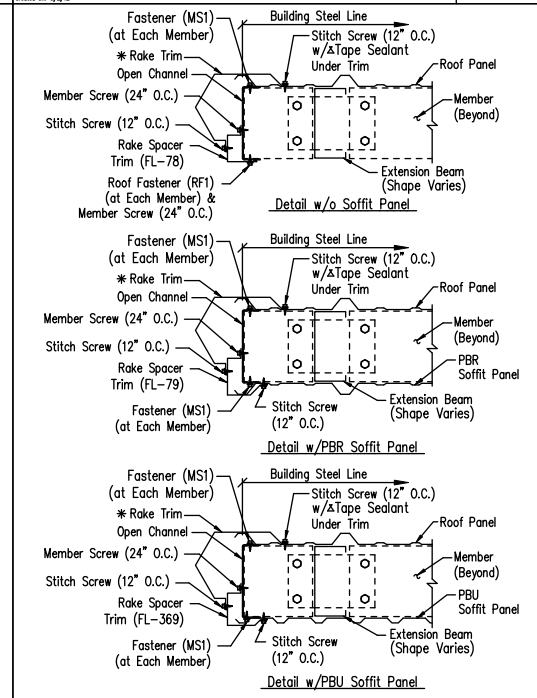 Fastener (MS1)
(at Each Member)
Building Steel Line
Stitch Screw (12" O.C.)
w/⚠Tape Sealant
Under Trim
* Rake Trim
Open Channel
Roof Panel
Member Screw (24" O.C.)
Member
(Beyond)
Stitch Screw (12" O.C.)
Rake Spacer
Trim (FL-78)
Extension Beam
(Shape Varies)
Roof Fastener (RF1)
(at Each Member) &
Member Screw (24" O.C.)
Detail w/o Soffit Panel
Fastener (MS1)
(at Each Member)
Building Steel Line
Stitch Screw (12" O.C.)
w/⚠Tape Sealant
Under Trim
* Rake Trim
Open Channel
Roof Panel
Member Screw (24" O.C.)
Member
(Beyond)
Stitch Screw (12" O.C.)
PBR
Soffit Panel
Rake Spacer
Trim (FL-79)
Extension Beam
(Shape Varies)
Fastener (MS1)
(at Each Member)
Stitch Screw
(12" O.C.)
Detail w/PBR Soffit Panel
Fastener (MS1)
(at Each Member)
Building Steel Line
Stitch Screw (12" O.C.)
w/⚠Tape Sealant
Under Trim
* Rake Trim
Open Channel
Roof Panel
Member Screw (24" O.C.)
Member
(Beyond)
Stitch Screw (12" O.C.)
PBU
Soffit Panel
Rake Spacer
Trim (FL-369)
Extension Beam
(Shape Varies)
Fastener (MS1)
(at Each Member)
Stitch Screw
(12" O.C.)
Detail w/PBU Soffit Panel